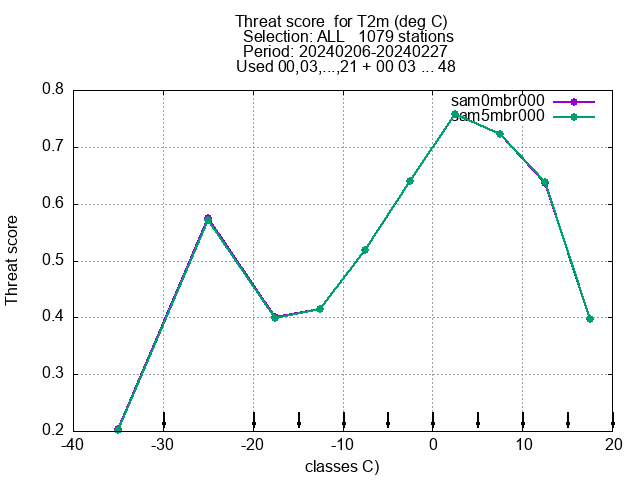 Threat score  for T2m (deg C)
Selection: ALL   1079 stations
Period: 20240206-20240227
Used 00,03,...,21 + 00 03 ... 48
sam0mbr000
sam5mbr000
0.8
0.7
0.6
0.5
0.4
0.3
0.2
Threat score
-40 -30 -20 -10 0 10 20
classes C)